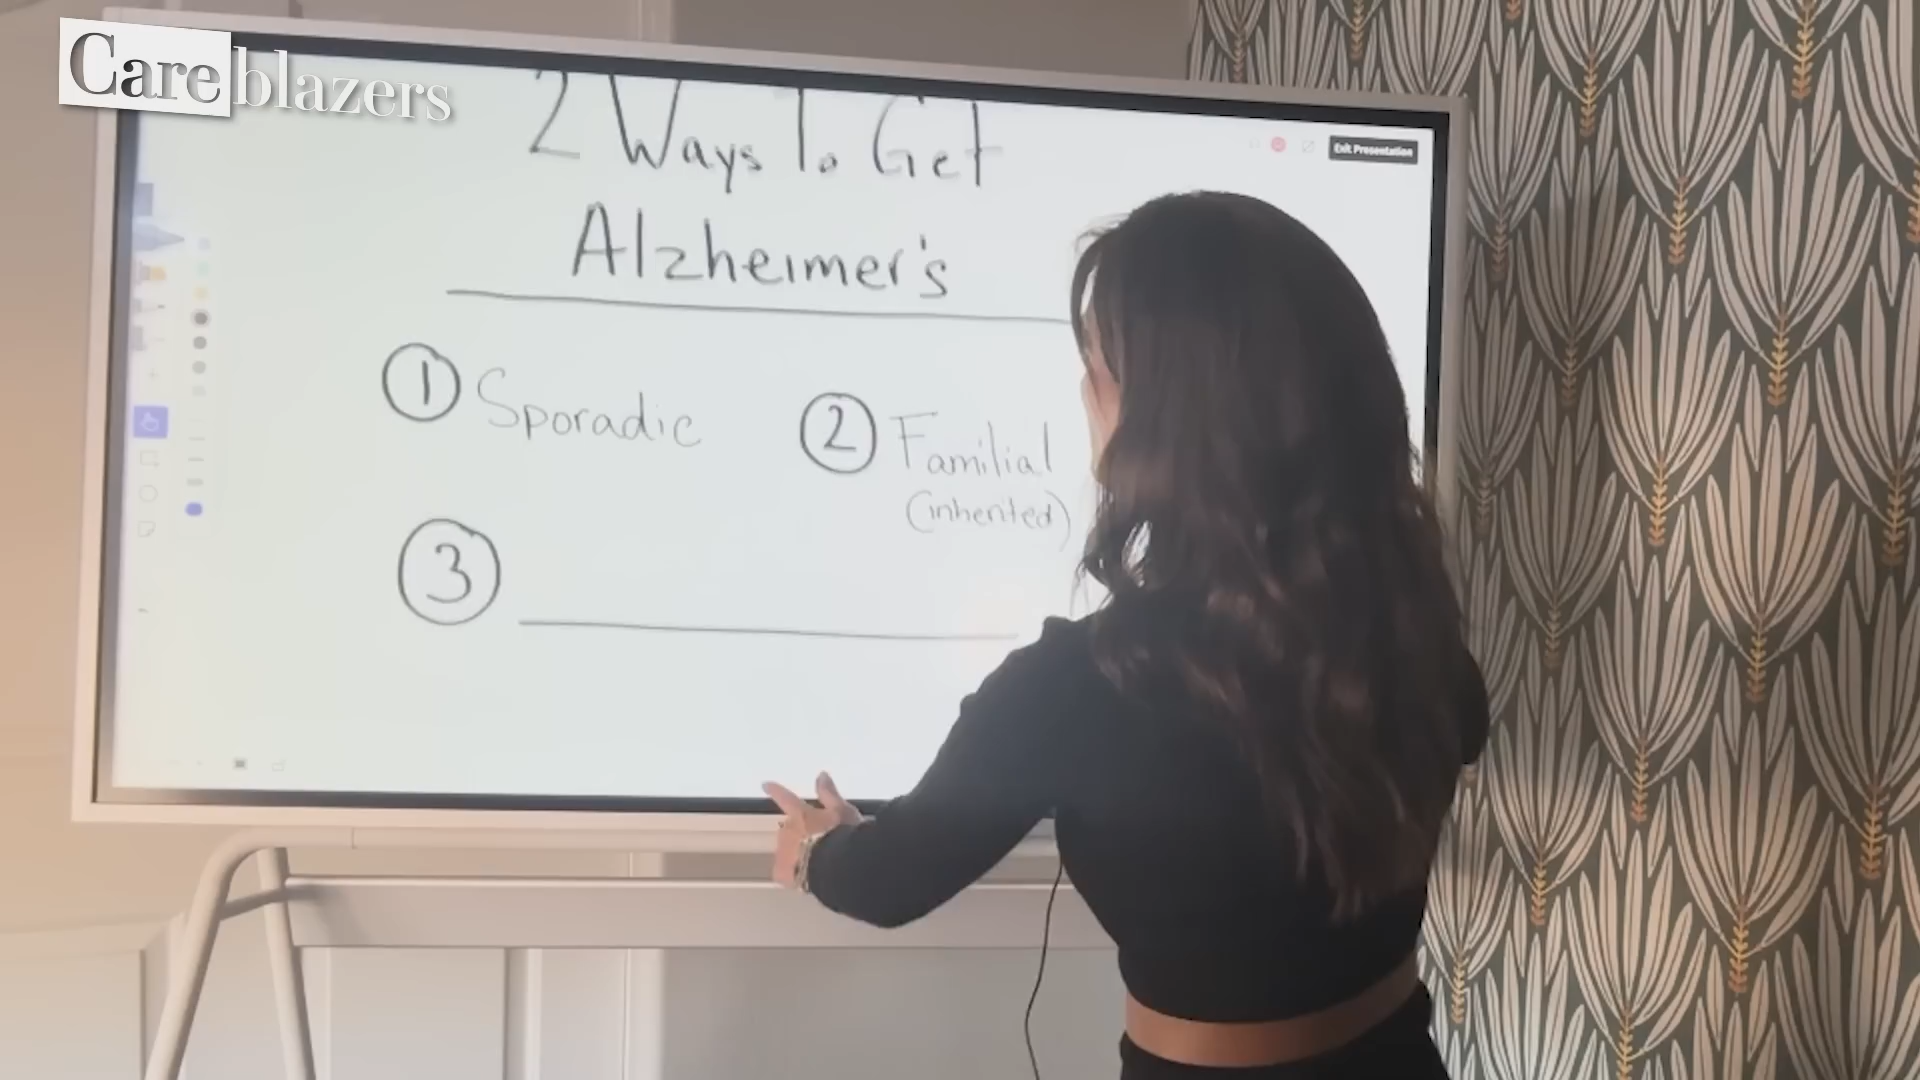 Careblazers
2 Ways To Get
Alzheimer's
Exit Presentation
1 Sporadic
2 Familial
(inherited)
3